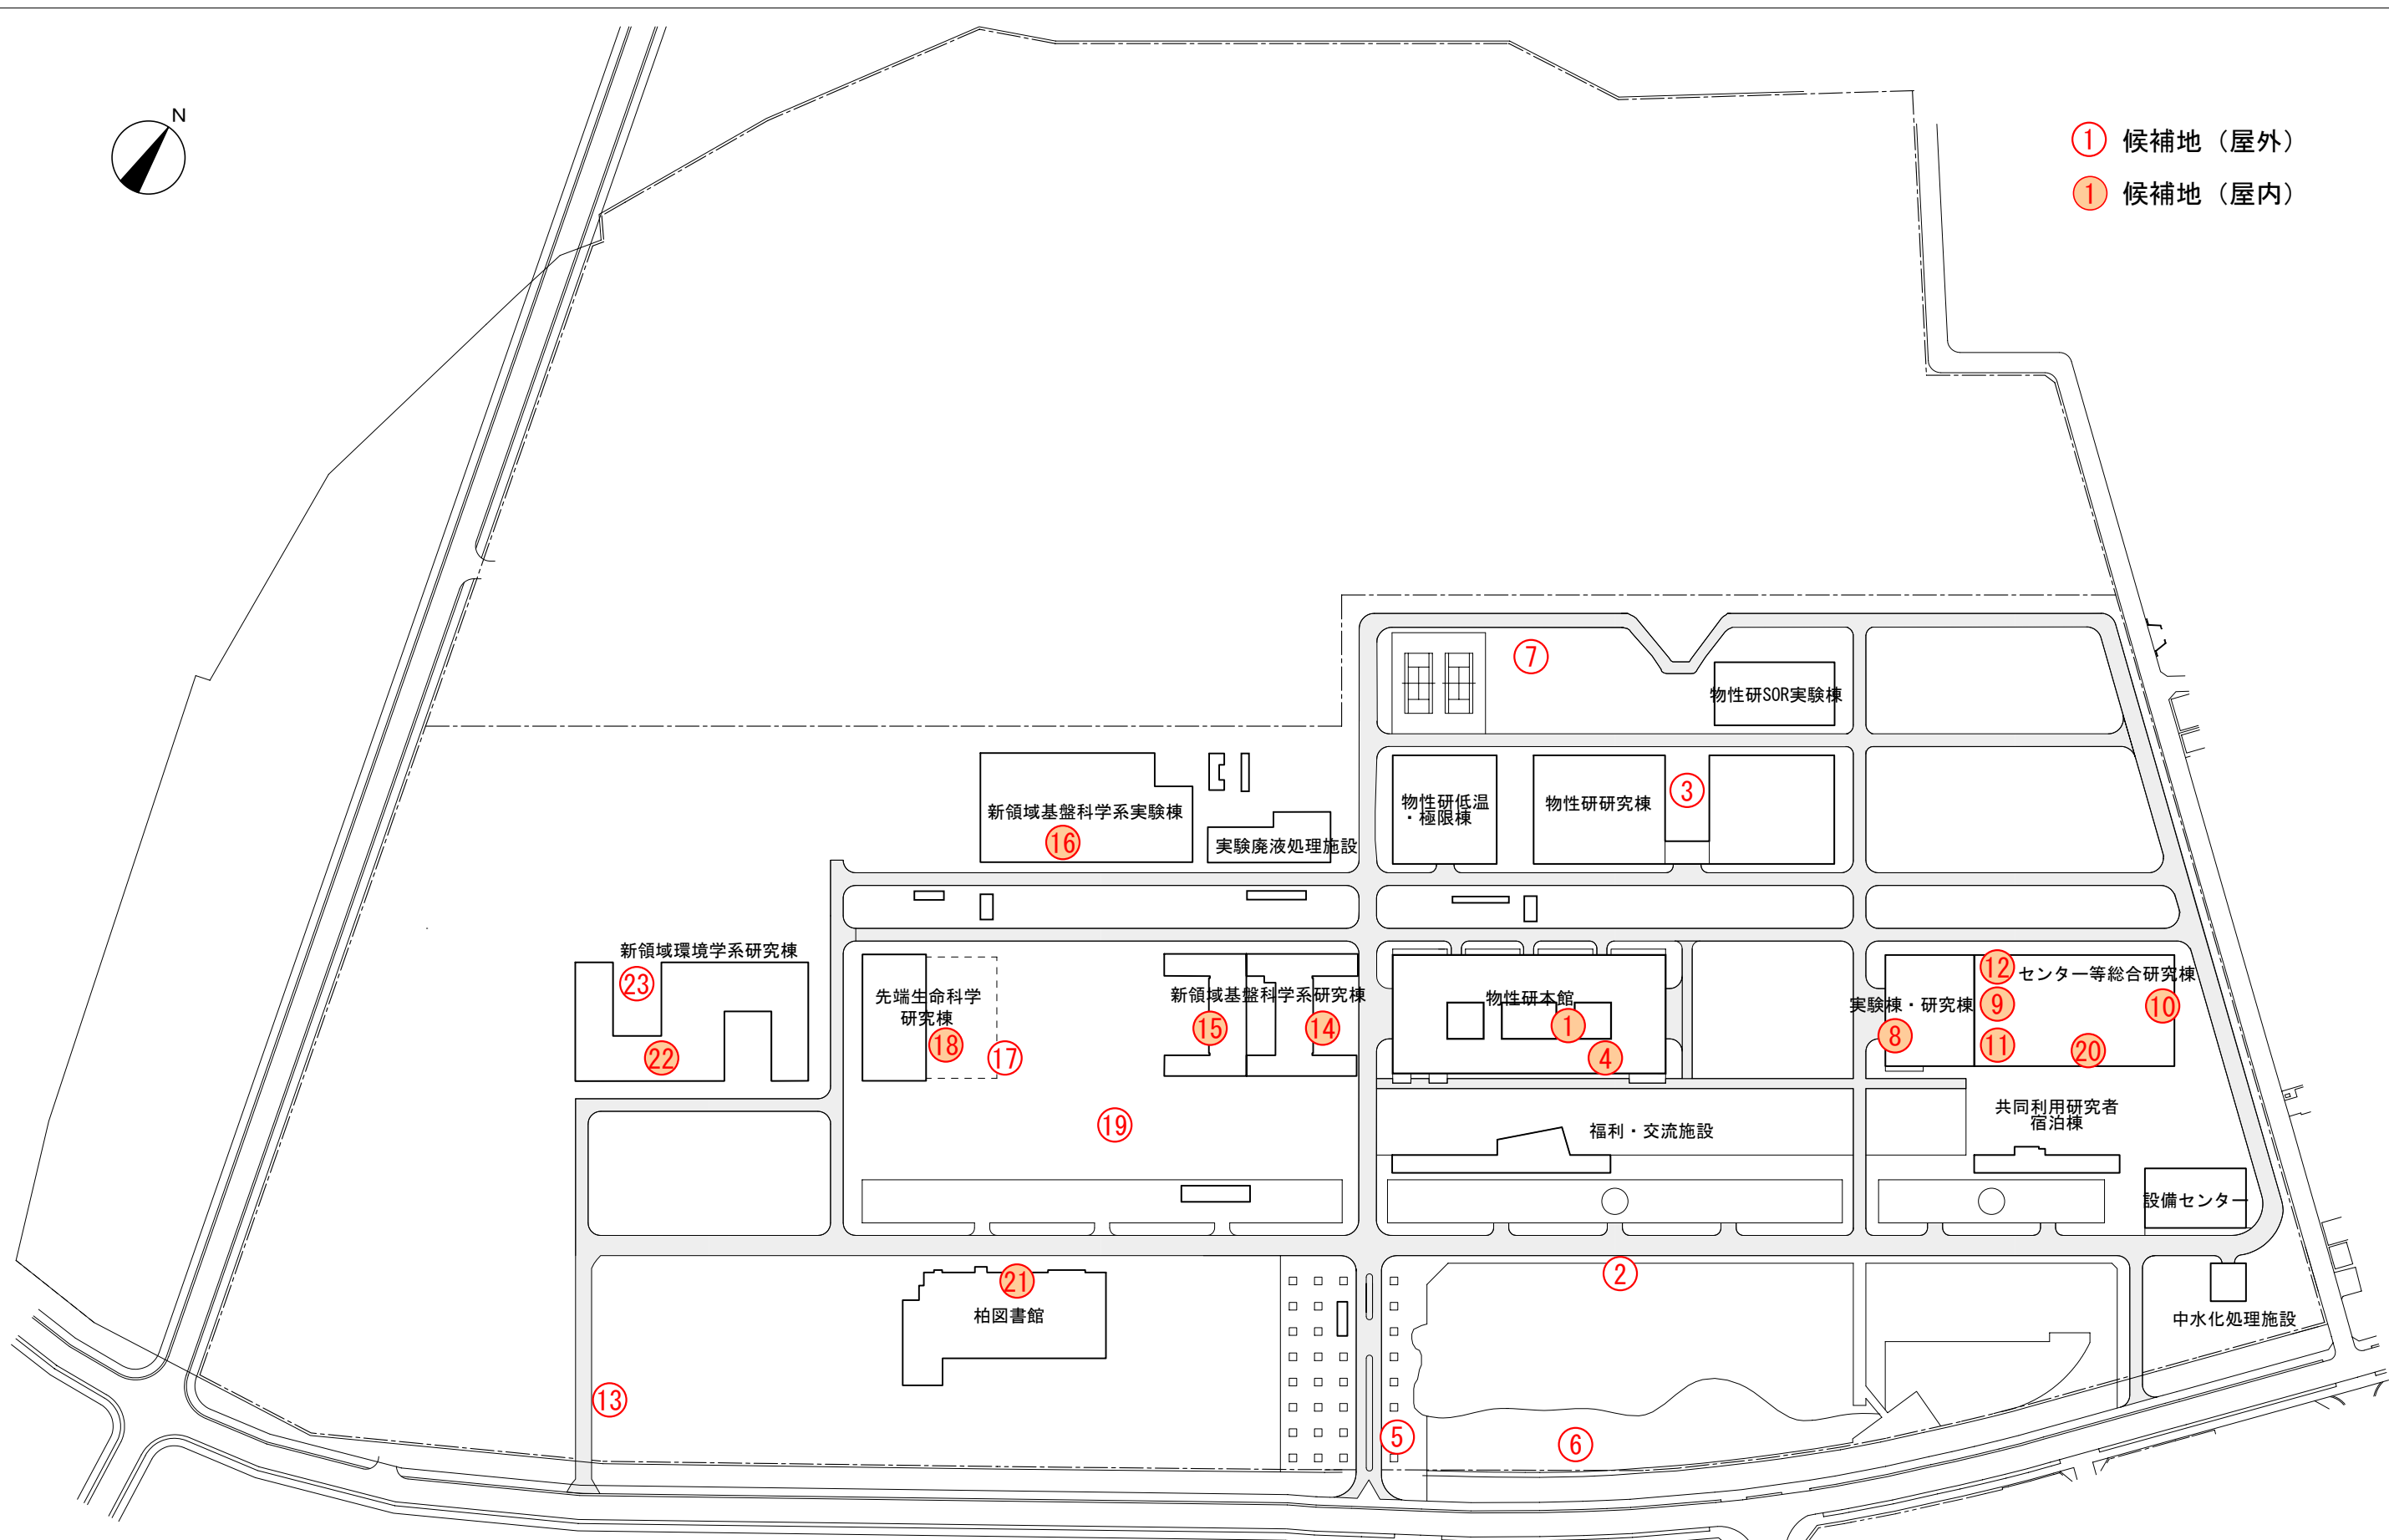 N
① 候補地（屋外）
① 候補地（屋内）
⑦
物性研SOR実験棟
③
物性研低温
・極限棟
物性研研究棟
新領域基盤科学系実験棟
⑯
実験廃液処理施設
新領域環境学系研究棟
㉓
㉒
先端生命科学
研究棟
⑱
⑰
新領域基盤科学系研究棟
⑮
⑭
物性研本館
①
④
⑫
センター等総合研究棟
実験棟・研究棟
⑨
⑩
⑧
⑪
⑳
⑲
福利・交流施設
共同利用研究者
宿泊棟
設備センター
㉑
柏図書館
②
中水化処理施設
⑬
⑤
⑥